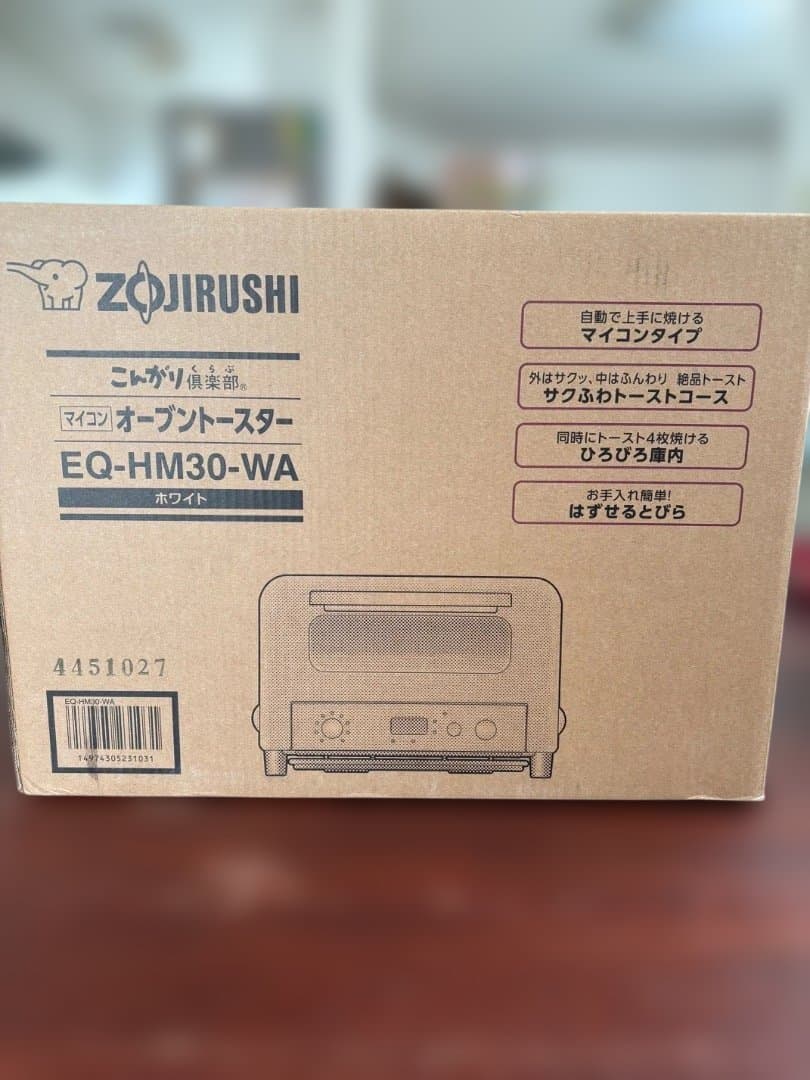 ZOJIRUSHI
くらぶ
こんがり倶楽部®
マイコン オーブントースター
EQ-HM30-WA
ホワイト
自動で上手に焼ける
マイコンタイプ
外はサクッ、中はふんわり 絶品トースト
サクふわトーストコース
同時にトースト4枚焼ける
ひろびろ庫内
お手入れ簡単!
はずせるとびら
4451027
EQ-HM30-WA
14974305231031